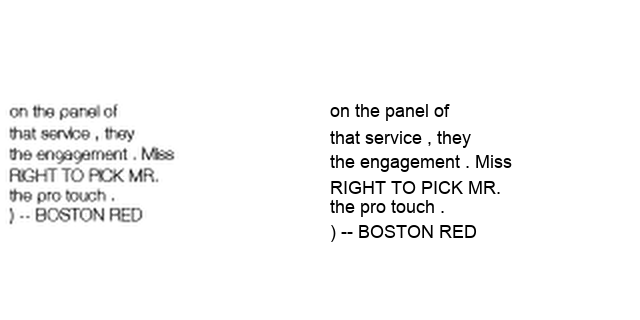 on the panel of
that service , they
the engagement . Miss
RIGHT TO PICK MR.
the pro touch .
) -- BOSTON RED
on the panel of
that service , they
the engagement . Miss
RIGHT TO PICK MR.
the pro touch .
) -- BOSTON RED